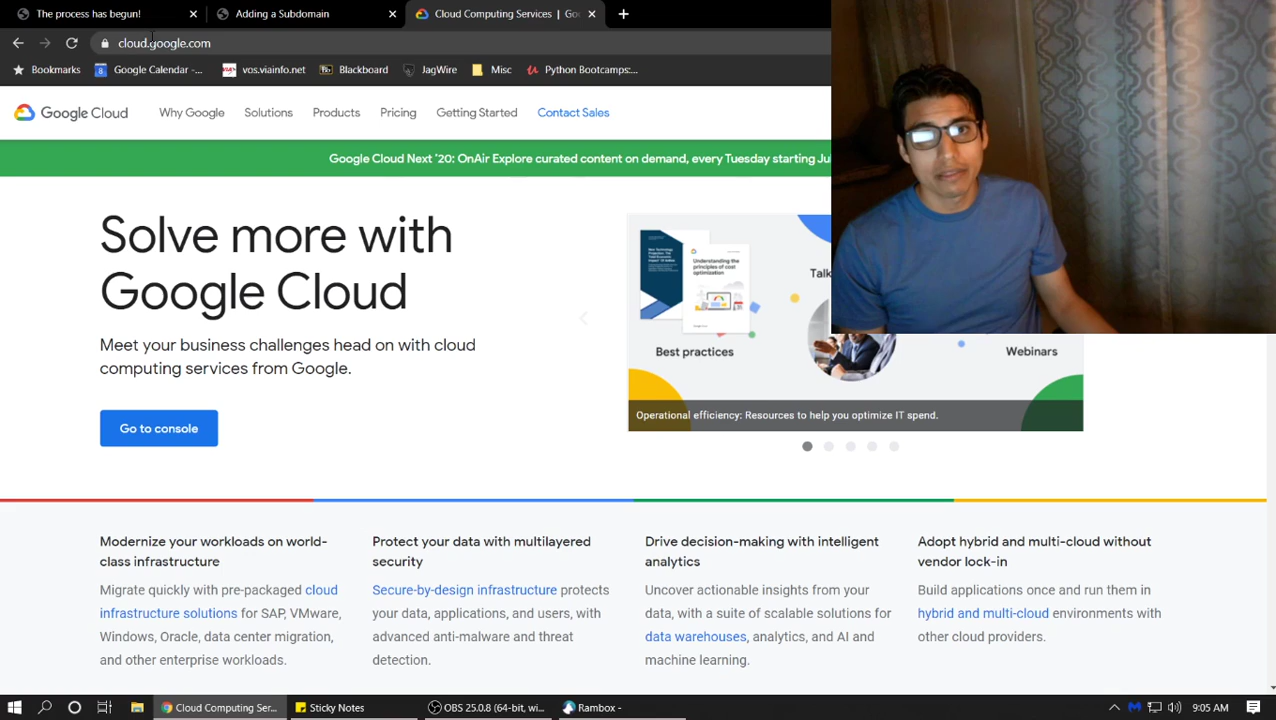 The process has begun!
Adding a Subdomain
Cloud Computing Services | Go
cloud.google.com
Bookmarks
Google Calendar -...
vos.viainfo.net
Blackboard
JagWire
Misc
Python Bootcamps:...
Google Cloud
Why Google
Solutions
Products
Pricing
Getting Started
Contact Sales
Google Cloud Next '20: OnAir Explore curated content on demand, every Tuesday starting
Solve more with
Google Cloud
Meet your business challenges head on with cloud
computing services from Google.
Go to console
Understanding the
principles of cost
optimization
Best practices
Webinars
Operational efficiency: Resources to help you optimize IT spend.
Modernize your workloads on world-
class infrastructure
Migrate quickly with pre-packaged cloud
infrastructure solutions for SAP, VMware,
Windows, Oracle, data center migration,
and other enterprise workloads.
Protect your data with multilayered
security
Secure-by-design infrastructure protects
your data, applications, and users, with
advanced anti-malware and threat
detection.
Drive decision-making with intelligent
analytics
Uncover actionable insights from your
data, with a suite of scalable solutions for
data warehouses, analytics, and AI and
machine learning.
Adopt hybrid and multi-cloud without
vendor lock-in
Build applications once and run them in
hybrid and multi-cloud environments with
other cloud providers.
Cloud Computing Ser...
Sticky Notes
OBS 25.0.8 (64-bit, w...
Rambox -
9:05 AM